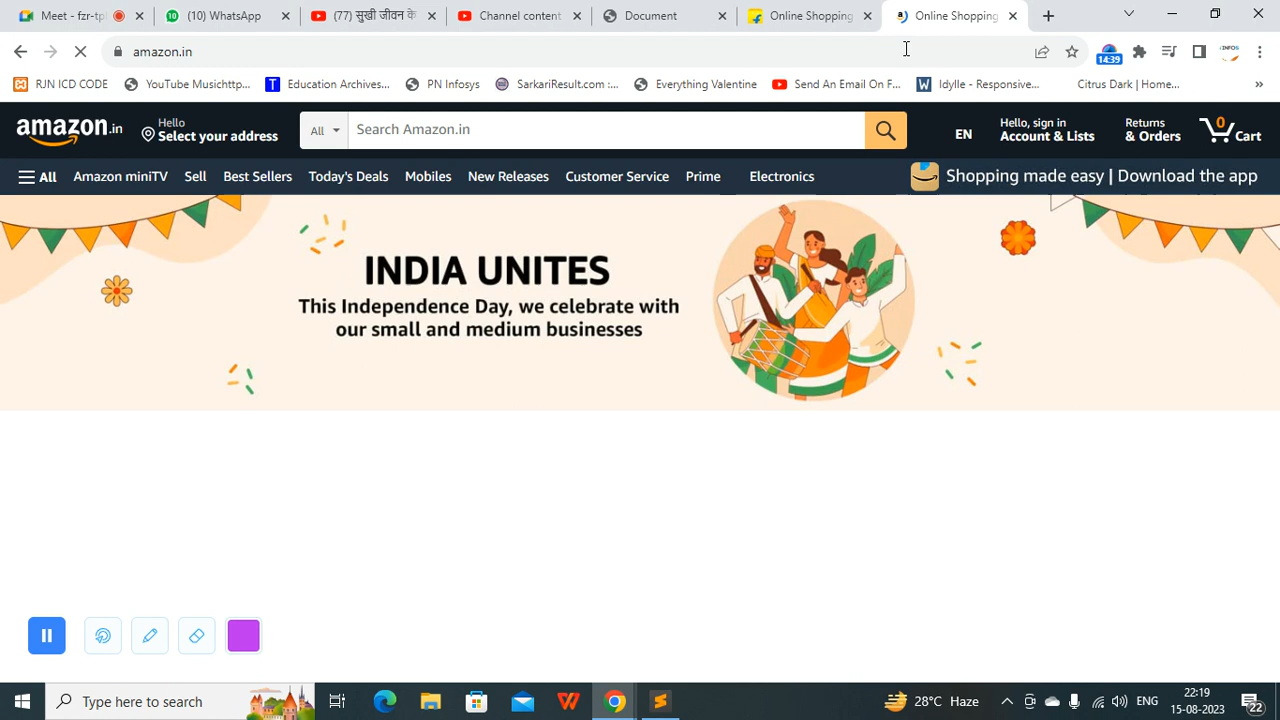 Meet - fzr-tp
(10) WhatsApp
(77) सुखी जीवन के
Channel content
Document
Online Shopping
Online Shopping
amazon.in
14:39
INFOS
RJN ICD CODE
YouTube Musichttp...
T Education Archives...
PN Infosys
SarkariResult.com :...
Everything Valentine
Send An Email On F...
W Idylle - Responsive...
Citrus Dark | Home...
»
amazon.in
Hello
Select your address
All
Search Amazon.in
EN
Hello, sign in
Account & Lists
Returns
& Orders
0
Cart
All
Amazon miniTV
Sell
Best Sellers
Today's Deals
Mobiles
New Releases
Customer Service
Prime
Electronics
Shopping made easy | Download the app
INDIA UNITES
This Independence Day, we celebrate with
our small and medium businesses
Type here to search
28°C Haze
ENG
22:19
15-08-2023
22